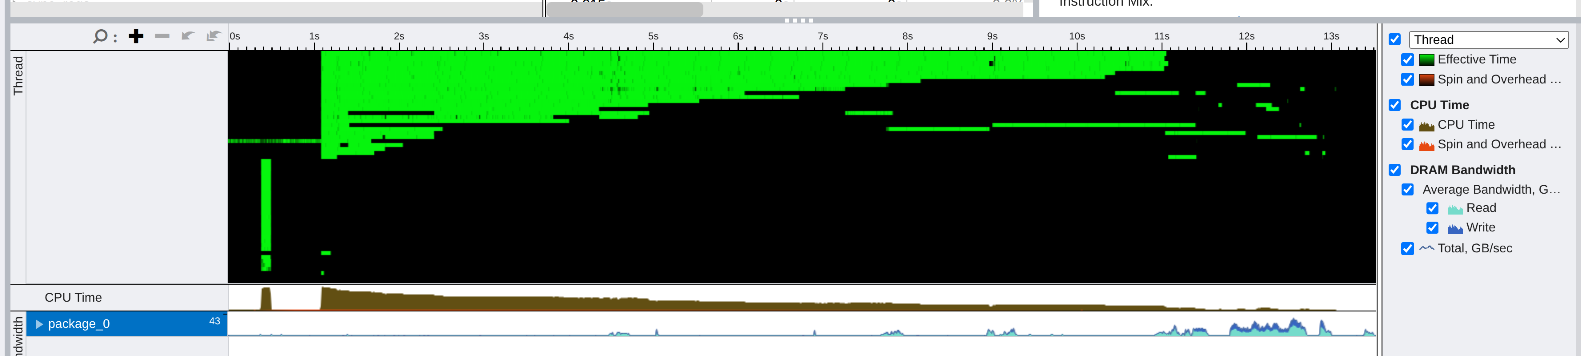 Instruction Mix:
0s 1s 2s 3s 4s 5s 6s 7s 8s 9s 10s 11s 12s 13s
Thread
Thread
Effective Time
Spin and Overhead ...
CPU Time
CPU Time
Spin and Overhead ...
DRAM Bandwidth
Average Bandwidth, G...
Read
Write
Total, GB/sec
CPU Time
package_0 43